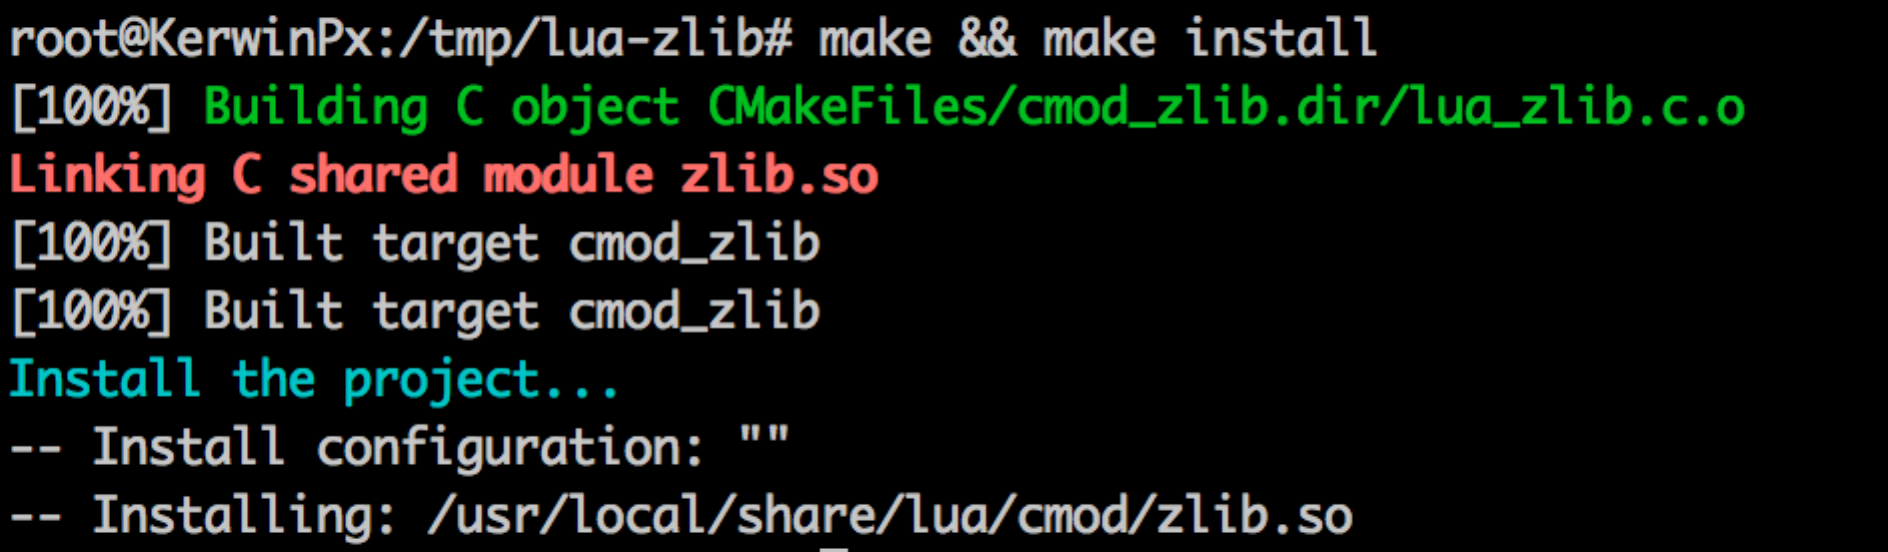 root@KerwinPx:/tmp/lua-zlib# make && make install
[100%] Building C object CMakeFiles/cmod_zlib.dir/lua_zlib.c.o
Linking C shared module zlib.so
[100%] Built target cmod_zlib
[100%] Built target cmod_zlib
Install the project...
-- Install configuration: ""
-- Installing: /usr/local/share/lua/cmod/zlib.so